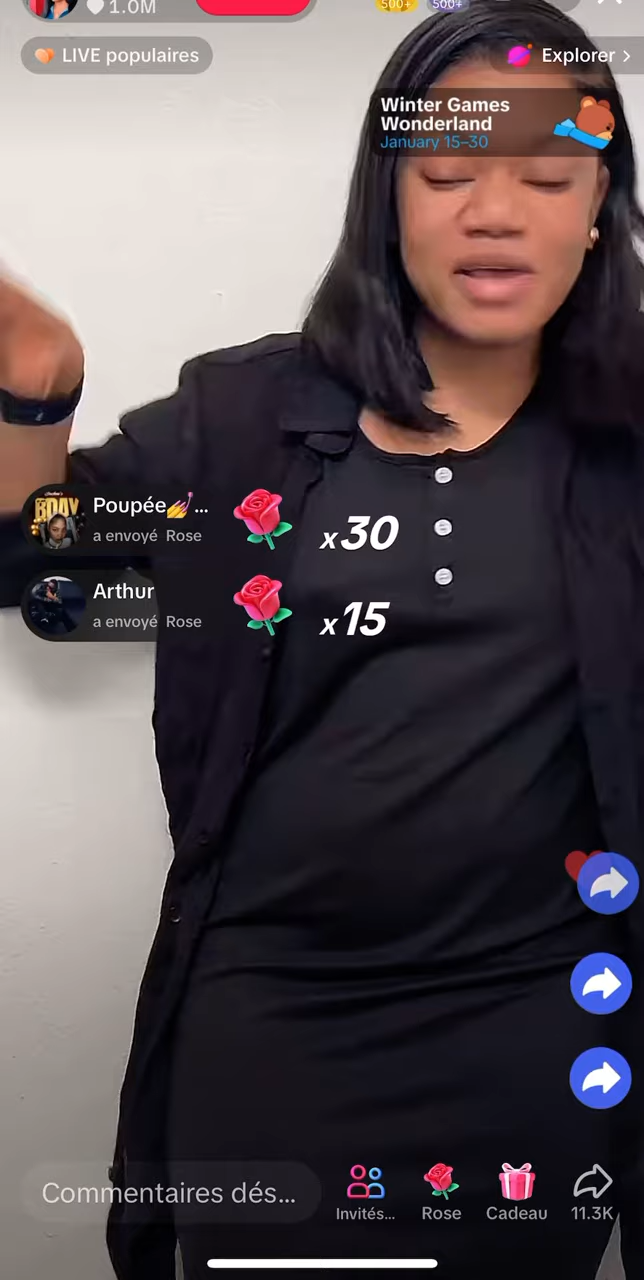 1.0M
500+
500+
LIVE populaires
Explorer >
Winter Games
Wonderland
January 15–30
BDAY
Poupée💅...
a envoyé Rose
x30
Arthur
a envoyé Rose
x15
Commentaires dés...
Invités...
Rose
Cadeau
11.3K